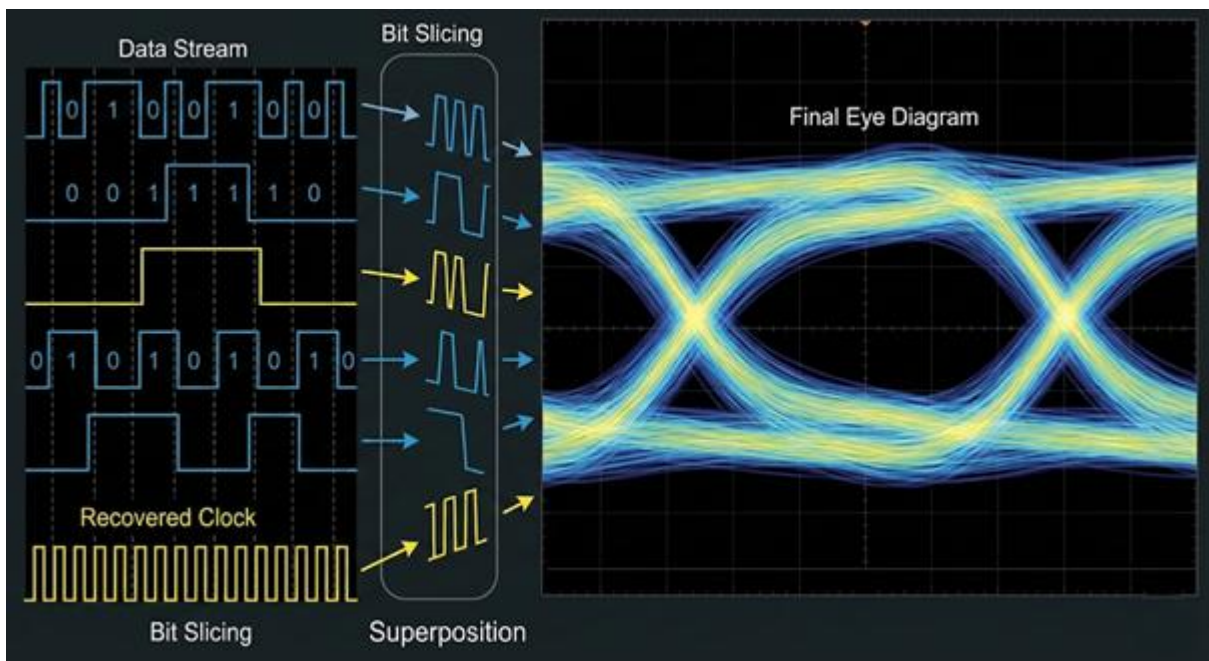 Data Stream
0 1 0 0 1 0 0
0 0 1 1 1 1 0
0 1 0 1 0 1 0 1 0
Recovered Clock
Bit Slicing
Bit Slicing
Superposition
Final Eye Diagram